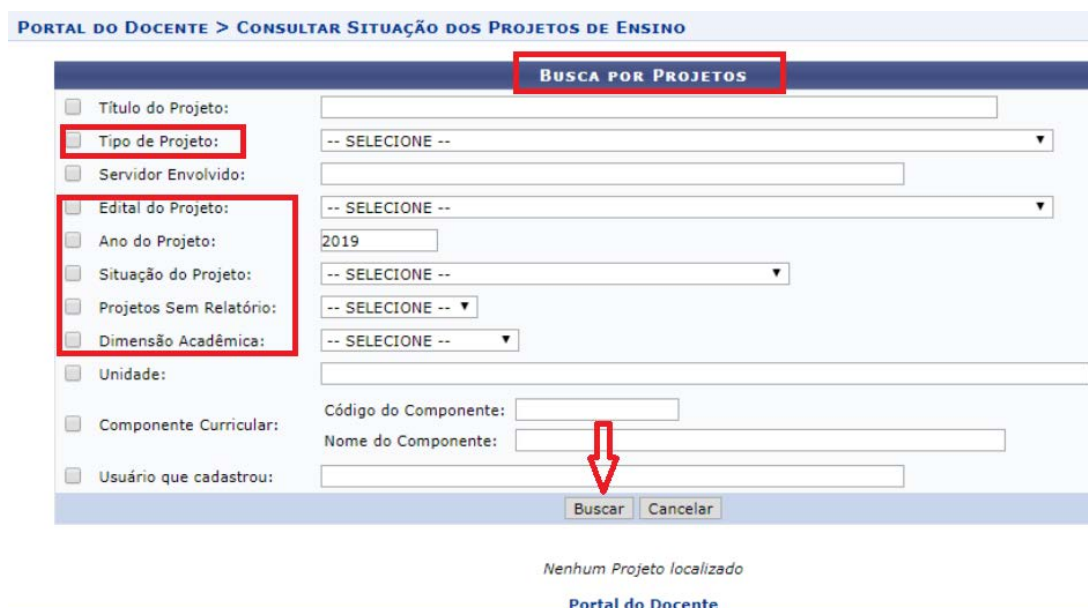 PORTAL DO DOCENTE > CONSULTAR SITUAÇÃO DOS PROJETOS DE ENSINO
BUSCA POR PROJETOS
Título do Projeto:
Tipo de Projeto: -- SELECIONE --
Servidor Envolvido:
Edital do Projeto: -- SELECIONE --
Ano do Projeto: 2019
Situação do Projeto: -- SELECIONE --
Projetos Sem Relatório: -- SELECIONE --
Dimensão Acadêmica: -- SELECIONE --
Unidade:
Componente Curricular:
Código do Componente:
Nome do Componente:
Usuário que cadastrou:
Buscar Cancelar
Nenhum Projeto localizado
Portal do Docente